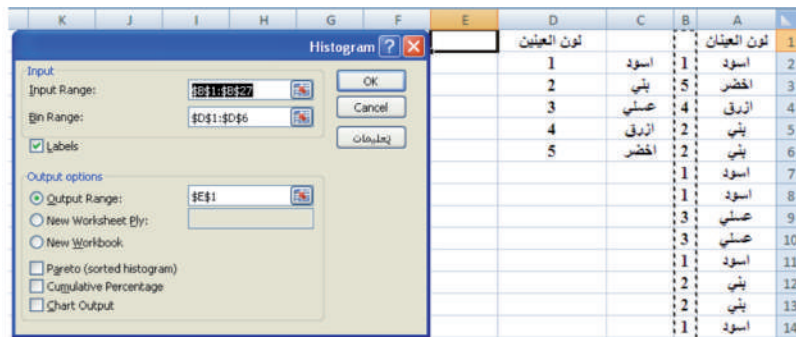 K J I H G F E D C B A
لون العينان لون العينين 1
اسود 1 اسود 1 2
اخضر 5 بني 2 3
ازرق 4 عسلي 3 4
بني 2 ازرق 4 5
بني 2 اخضر 5 6
اسود 1 7
اسود 1 8
عسلي 3 9
عسلي 3 10
اسود 1 11
بني 2 12
بني 2 13
اسود 1 14
Histogram
Input
Input Range: $B$1:$B$27
Bin Range: $D$1:$D$6
Labels
Output options
Output Range: $E$1
New Worksheet Ply:
New Workbook
Pareto (sorted histogram)
Cumulative Percentage
Chart Output
OK
Cancel
تعليمات